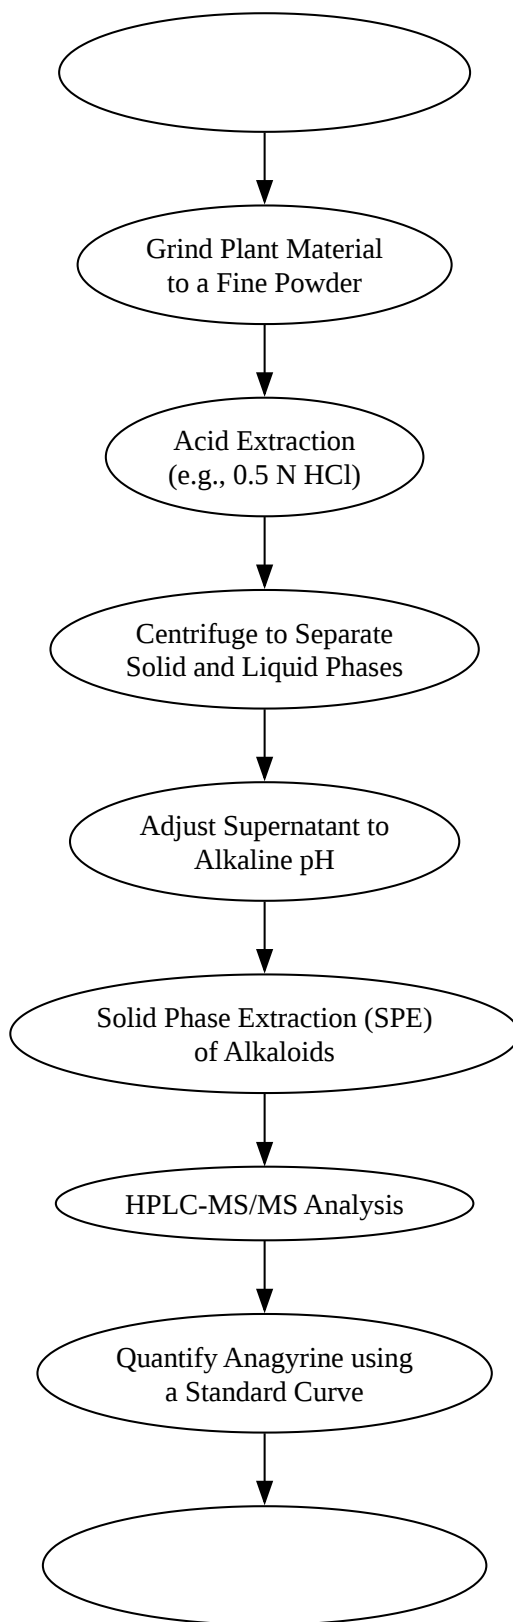 Grind Plant Material
to a Fine Powder
Acid Extraction
(e.g., 0.5 N HCl)
Centrifuge to Separate
Solid and Liquid Phases
Adjust Supernatant to
Alkaline pH
Solid Phase Extraction (SPE)
of Alkaloids
HPLC-MS/MS Analysis
Quantify Anagyrine using
a Standard Curve